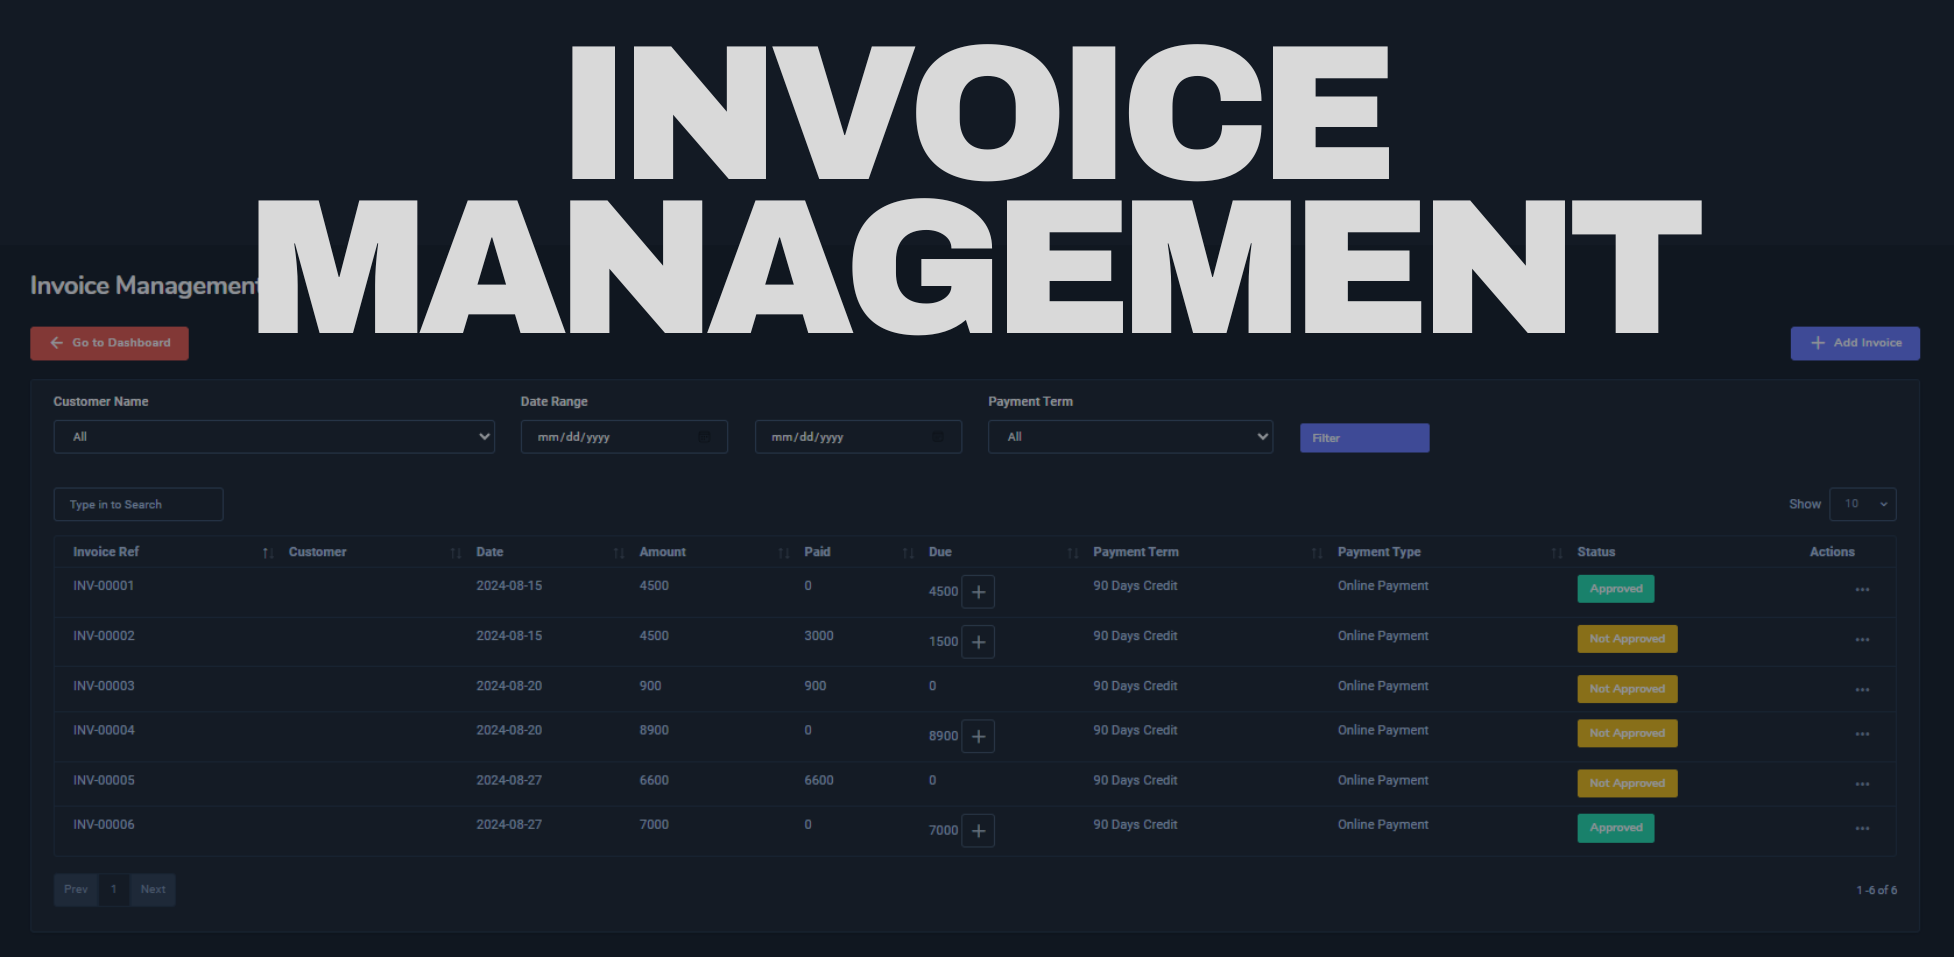 INVOICE
MANAGEMENT
Invoice Management
Go to Dashboard
Add Invoice
Customer Name Date Range Payment Term
All mm/dd/yyyy mm/dd/yyyy All Filter
Type in to Search Show 10
Invoice Ref Customer Date Amount Paid Due Payment Term Payment Type Status Actions
INV-00001 2024-08-15 4500 0 4500 + 90 Days Credit Online Payment Approved ...
INV-00002 2024-08-15 4500 3000 1500 + 90 Days Credit Online Payment Not Approved ...
INV-00003 2024-08-20 900 900 0 90 Days Credit Online Payment Not Approved ...
INV-00004 2024-08-20 8900 0 8900 + 90 Days Credit Online Payment Not Approved ...
INV-00005 2024-08-27 6600 6600 0 90 Days Credit Online Payment Not Approved ...
INV-00006 2024-08-27 7000 0 7000 + 90 Days Credit Online Payment Approved ...
Prev 1 Next 1 -6 of 6